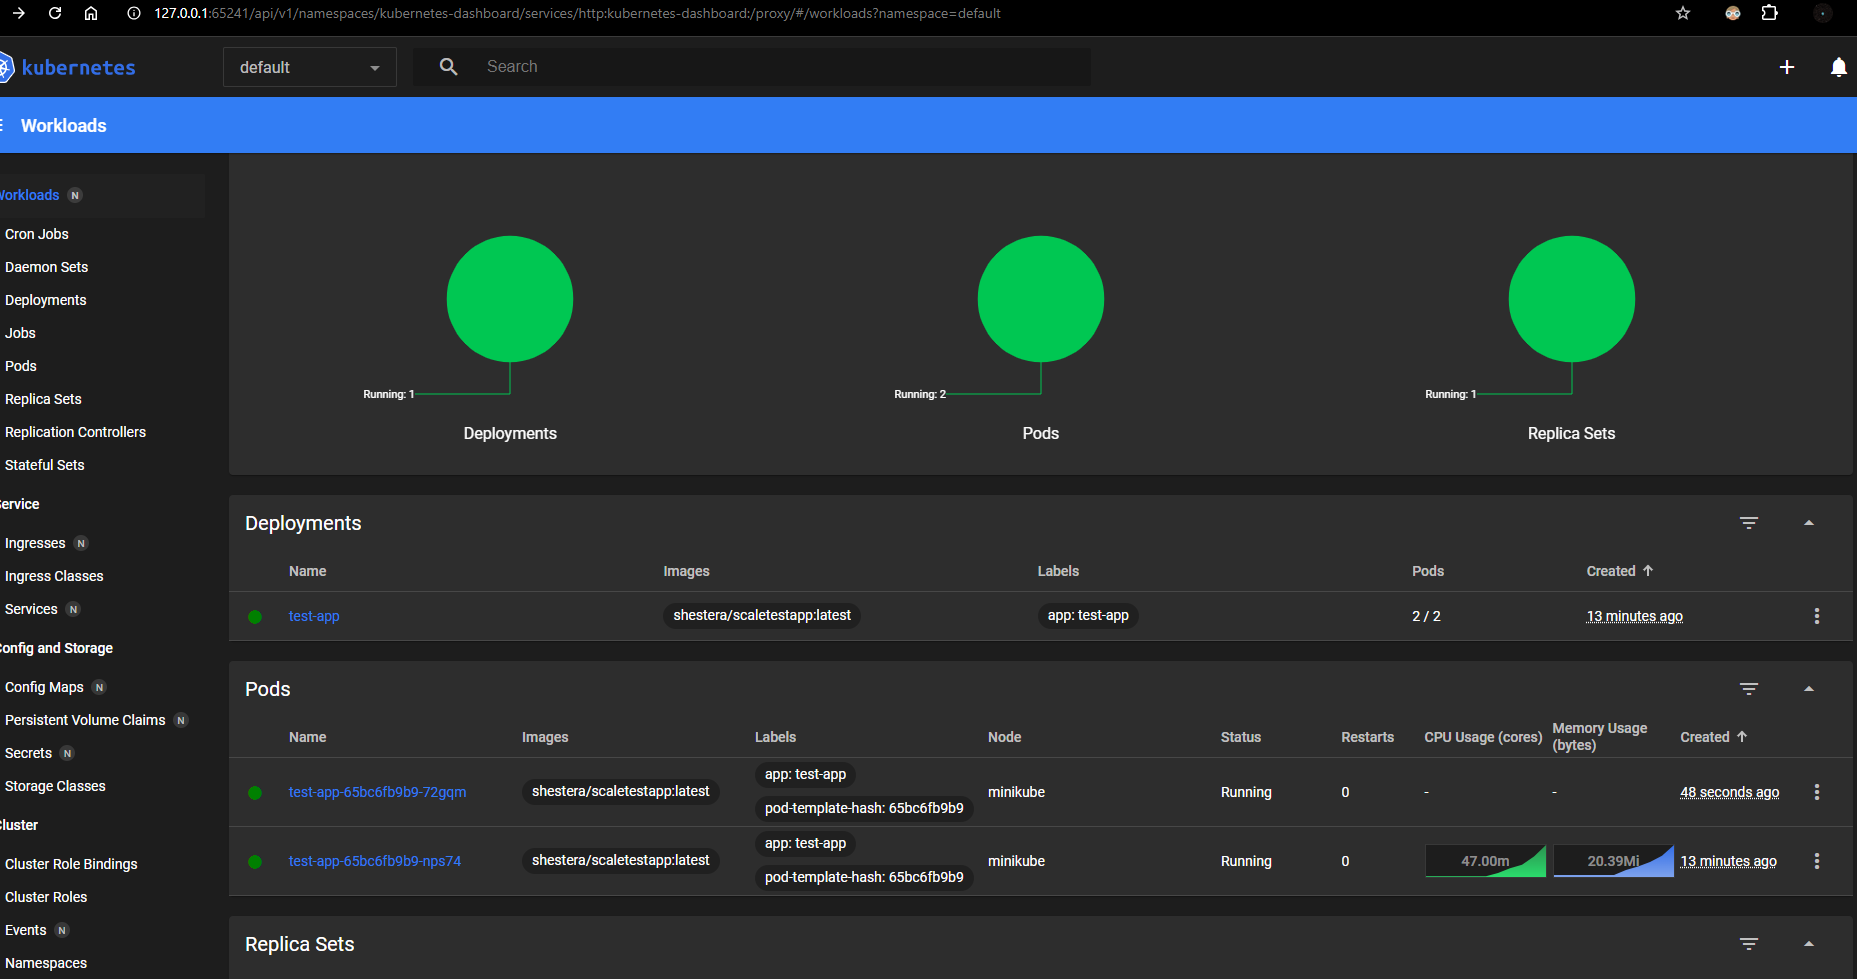 127.0.0.1:65241/api/v1/namespaces/kubernetes-dashboard/services/http:kubernetes-dashboard:/proxy/#/workloads?namespace=default
kubernetes
default
Search
Workloads
Workloads N
Cron Jobs
Daemon Sets
Deployments
Jobs
Pods
Replica Sets
Replication Controllers
Stateful Sets
Service
Ingresses N
Ingress Classes
Services N
Config and Storage
Config Maps N
Persistent Volume Claims N
Secrets N
Storage Classes
Cluster
Cluster Role Bindings
Cluster Roles
Events N
Namespaces
Running: 1
Deployments
Running: 2
Pods
Running: 1
Replica Sets
Deployments
Name Images Labels Pods Created
test-app shestera/scaletestapp:latest app: test-app 2 / 2 13 minutes ago
Pods
Name Images Labels Node Status Restarts CPU Usage (cores) Memory Usage (bytes) Created
test-app-65bc6fb9b9-72gqm shestera/scaletestapp:latest app: test-app pod-template-hash: 65bc6fb9b9 minikube Running 0 - - 48 seconds ago
test-app-65bc6fb9b9-nps74 shestera/scaletestapp:latest app: test-app pod-template-hash: 65bc6fb9b9 minikube Running 0 47.00m 20.39Mi 13 minutes ago
Replica Sets